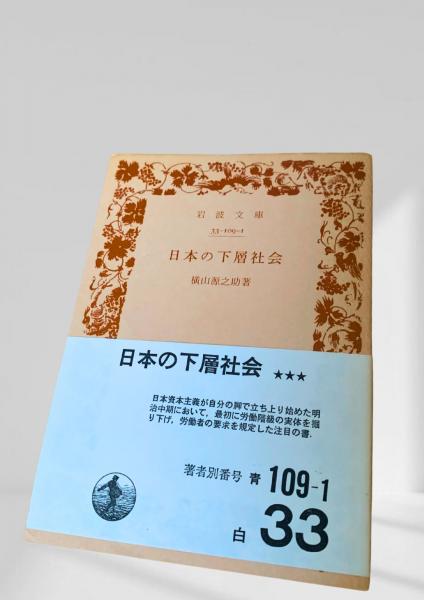 岩波文庫
33-109-1
日本の下層社会
横山源之助著
日本の下層社会 ★★★
日本資本主義が自分の脚で立ち上り始めた明
治中期において，最初に労働階級の実体を掘
り下げ，労働者の要求を規定した注目の書．
著者別番号 青 109-1
白 33